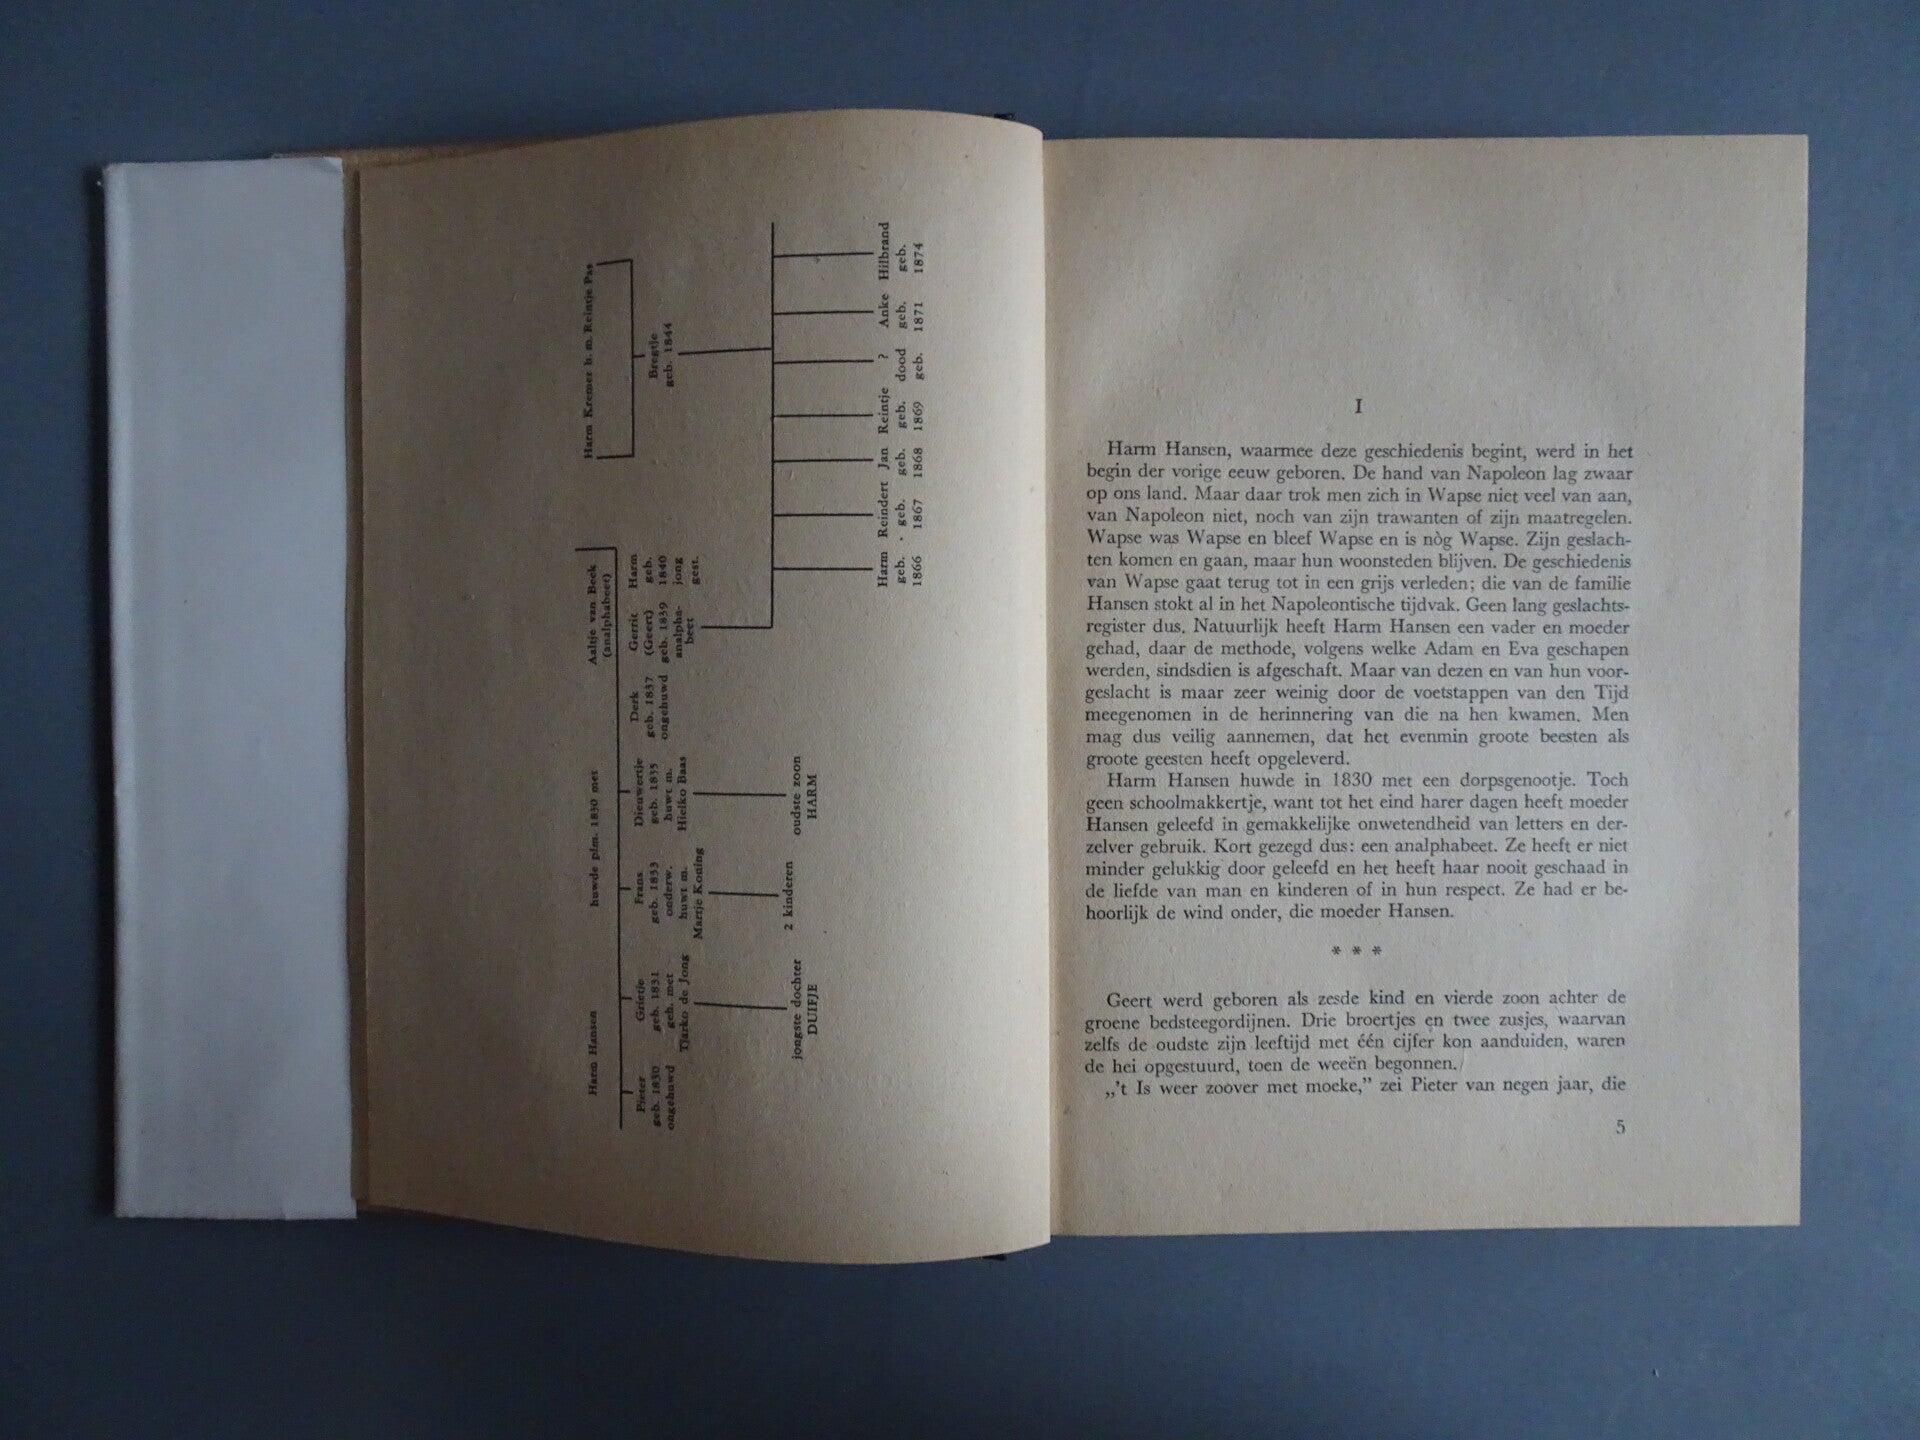 Harm Hansen huwde plm. 1830 met Aaltje van Beek Harm Kremer h. m. Reintje Pas
(analphabeet)
Pieter
geb. 1830
ongehuwd
Grietje
geb. 1831
geh. met
Tjarko de Jong
Frans
geb. 1833
onderw.
huwt m.
Martje Koning
Dieuwertje
geb. 1835
huwt m.
Hielko Baas
Derk
geb. 1837
ongehuwd
Gerrit
(Geert)
geb. 1839
analpha-
beet
Harm
geb.
1840
jong
gest.
Bregtje
geb. 1844
jongste dochter
DUIFJE
2 kinderen
oudste zoon
HARM
Harm
geb.
1866
Reindert
geb.
1867
Jan
geb.
1868
Reintje
geb.
1869
?
dood
geb.
Anke
geb.
1871
Hilbrand
geb.
1874
I
Harm Hansen, waarmee deze geschiedenis begint, werd in het
begin der vorige eeuw geboren. De hand van Napoleon lag zwaar
op ons land. Maar daar trok men zich in Wapse niet veel van aan,
van Napoleon niet, noch van zijn trawanten of zijn maatregelen.
Wapse was Wapse en bleef Wapse en is nòg Wapse. Zijn geslach-
ten komen en gaan, maar hun woonsteden blijven. De geschiedenis
van Wapse gaat terug tot in een grijs verleden; die van de familie
Hansen stokt al in het Napoleontische tijdvak. Geen lang geslachts-
register dus. Natuurlijk heeft Harm Hansen een vader en moeder
gehad, daar de methode, volgens welke Adam en Eva geschapen
werden, sindsdien is afgeschaft. Maar van dezen en van hun voor-
geslacht is maar zeer weinig door de voetstappen van den Tijd
meegenomen in de herinnering van die na hen kwamen. Men
mag dus veilig aannemen, dat het evenmin groote beesten als
groote geesten heeft opgeleverd.
Harm Hansen huwde in 1830 met een dorpsgenootje. Toch
geen schoolmakkertje, want tot het eind harer dagen heeft moeder
Hansen geleefd in gemakkelijke onwetendheid van letters en der-
zelver gebruik. Kort gezegd dus: een analphabeet. Ze heeft er niet
minder gelukkig door geleefd en het heeft haar nooit geschaad in
de liefde van man en kinderen of in hun respect. Ze had er be-
hoorlijk de wind onder, die moeder Hansen.
* * *
Geert werd geboren als zesde kind en vierde zoon achter de
groene bedsteegordijnen. Drie broertjes en twee zusjes, waarvan
zelfs de oudste zijn leeftijd met één cijfer kon aanduiden, waren
de hei opgestuurd, toen de weeën begonnen.
„'t Is weer zoover met moeke,” zei Pieter van negen jaar, die
5